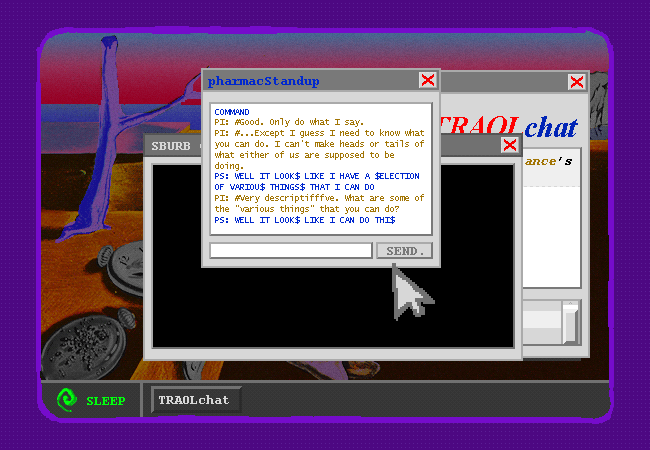 pharmacStandup
COMMAND
PI: #Good. Only do what I say.
PI: #...Except I guess I need to know what
you can do. I can't make heads or tails of
what either of us are supposed to be
doing.
PS: WELL IT LOOK$ LIKE I HAVE A $ELECTION
OF VARIOU$ THING$$ THAT I CAN DO
PI: #Very descriptifffve. What are some of
the "various things" that you can do?
PS: WELL IT LOOK$ LIKE I CAN DO THI$
SEND.
TRAOLchat
SBURB
ance's
SLEEP
TRAOLchat